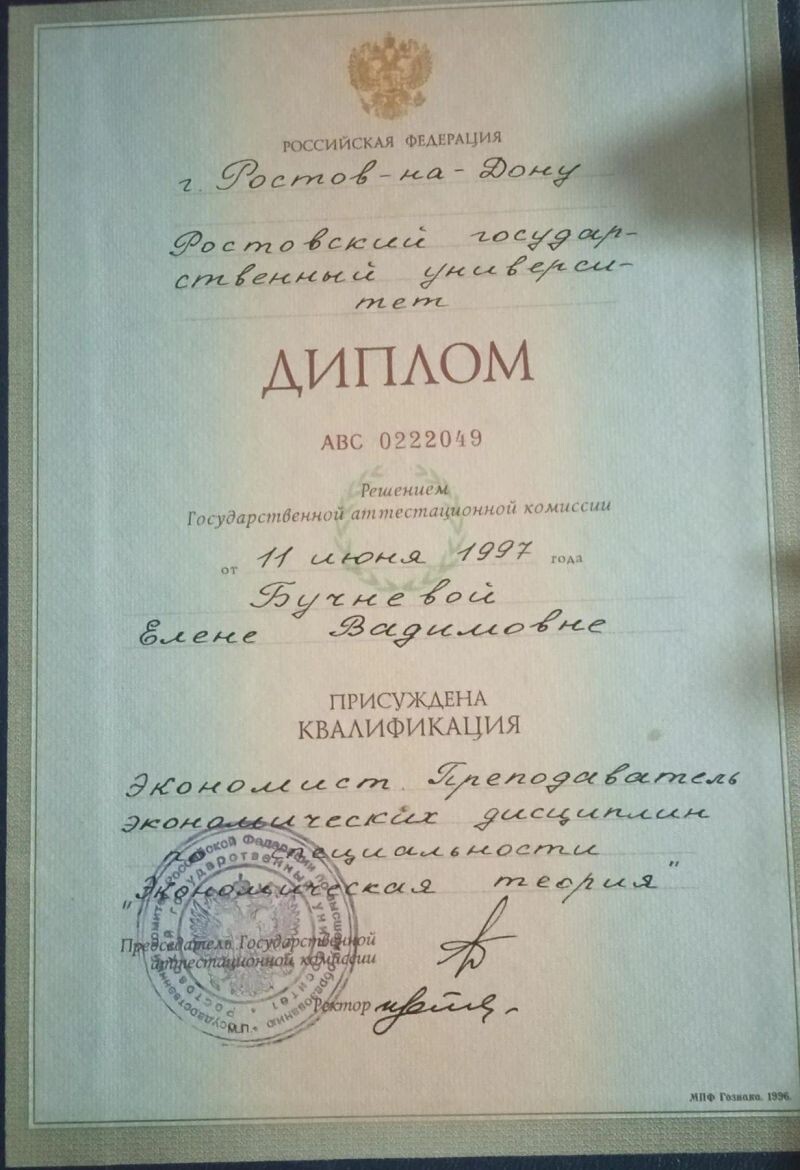 РОССИЙСКАЯ ФЕДЕРАЦИЯ
г. Ростов-на-Дону
Ростовский государ-
ственный универси-
тет
ДИПЛОМ
АВС 0222049
Решением
Государственной аттестационной комиссии
от 11 июня 1997 года
Бучневой
Елене Вадимовне
ПРИСУЖДЕНА
КВАЛИФИКАЦИЯ
Экономист. Преподаватель
экономических дисциплин
по специальности
"Экономическая теория"
Председатель Государственной
аттестационной комиссии
Ректор
М.П.
МПФ Гознака. 1996.